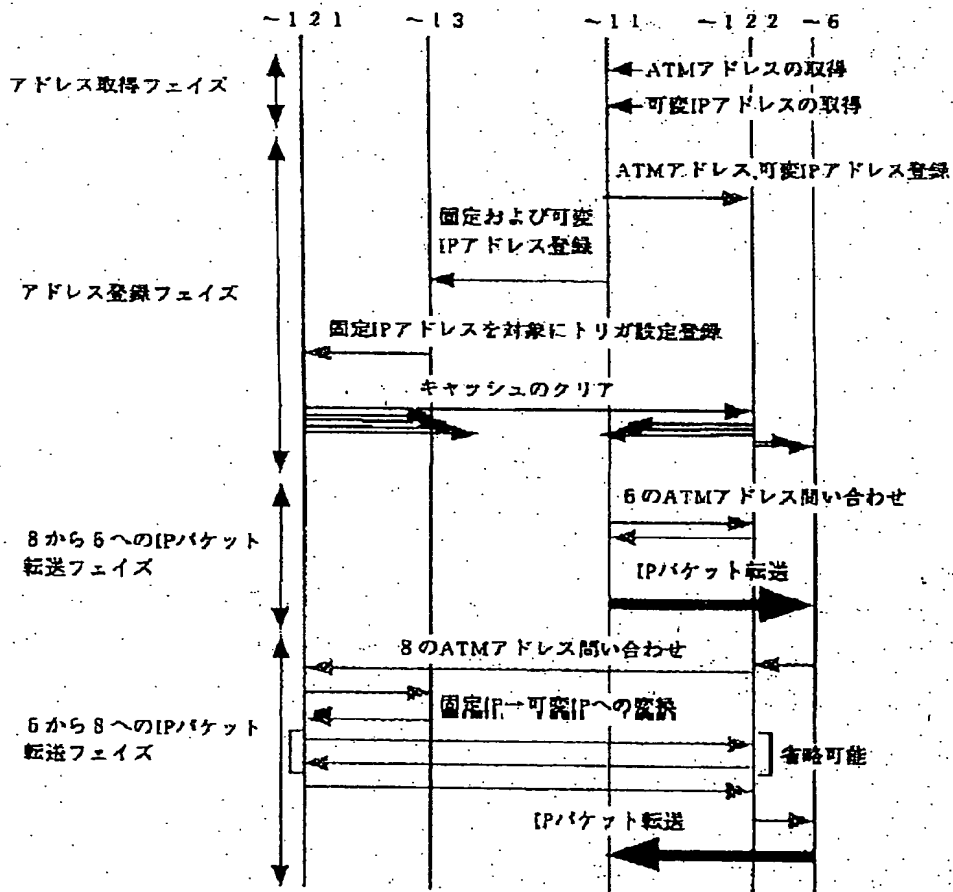 ~121 ~13 ~11 ~122 ~6
アドレス取得フェイズ
ATMアドレスの取得
可変IPアドレスの取得
ATMアドレス,可変IPアドレス登録
固定および可変
IPアドレス登録
アドレス登録フェイズ
固定IPアドレスを対象にトリガ設定登録
キャッシュのクリア
6のATMアドレス問い合わせ
8から6へのIPパケット
転送フェイズ
IPパケット転送
8のATMアドレス問い合わせ
固定IP→可変IPへの変換
6から8へのIPパケット
転送フェイズ
省略可能
IPパケット転送